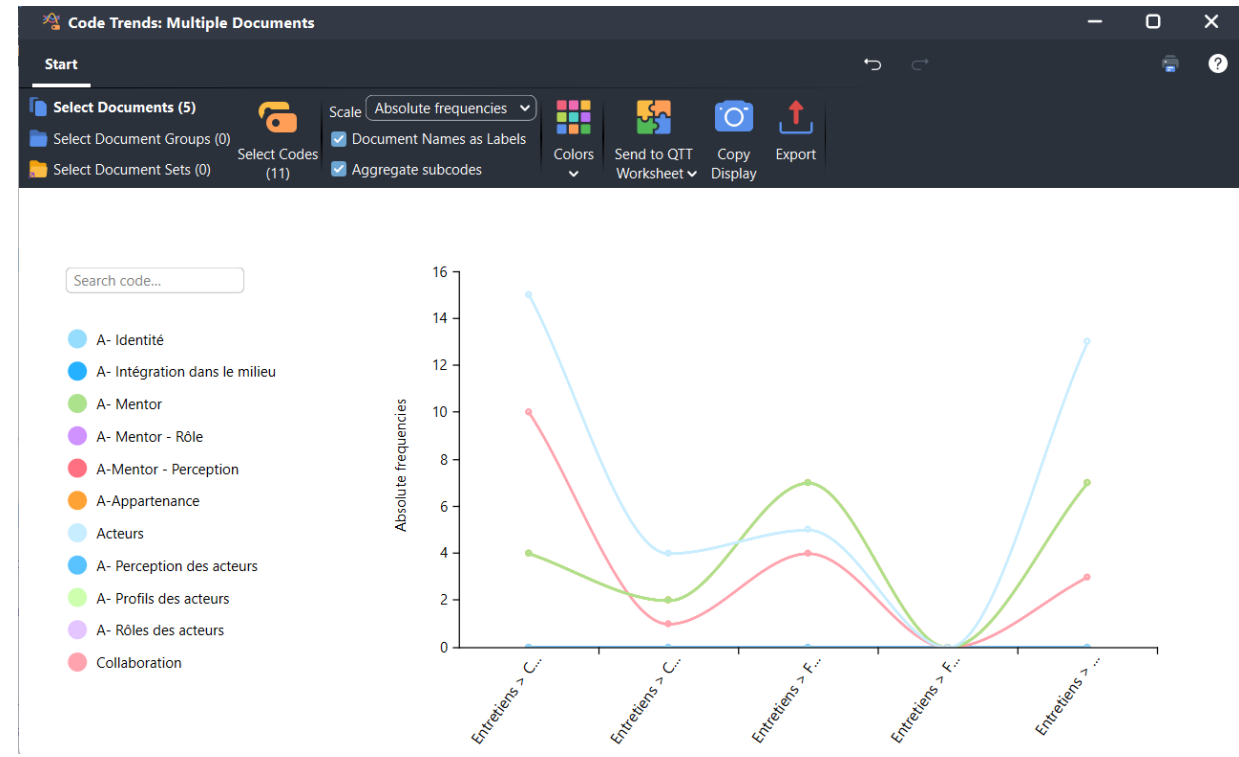 Code Trends: Multiple Documents
Start
Select Documents (5)
Select Document Groups (0)
Select Document Sets (0)
Select Codes
(11)
Scale Absolute frequencies
Document Names as Labels
Aggregate subcodes
Colors
Send to QTT
Worksheet
Copy
Display
Export
Search code...
A- Identité
A- Intégration dans le milieu
A- Mentor
A- Mentor - Rôle
A-Mentor - Perception
A-Appartenance
Acteurs
A- Perception des acteurs
A- Profils des acteurs
A- Rôles des acteurs
Collaboration
Absolute frequencies
16
14
12
10
8
6
4
2
0
Entretiens > C...
Entretiens > C...
Entretiens > F...
Entretiens > F...
Entretiens > ...